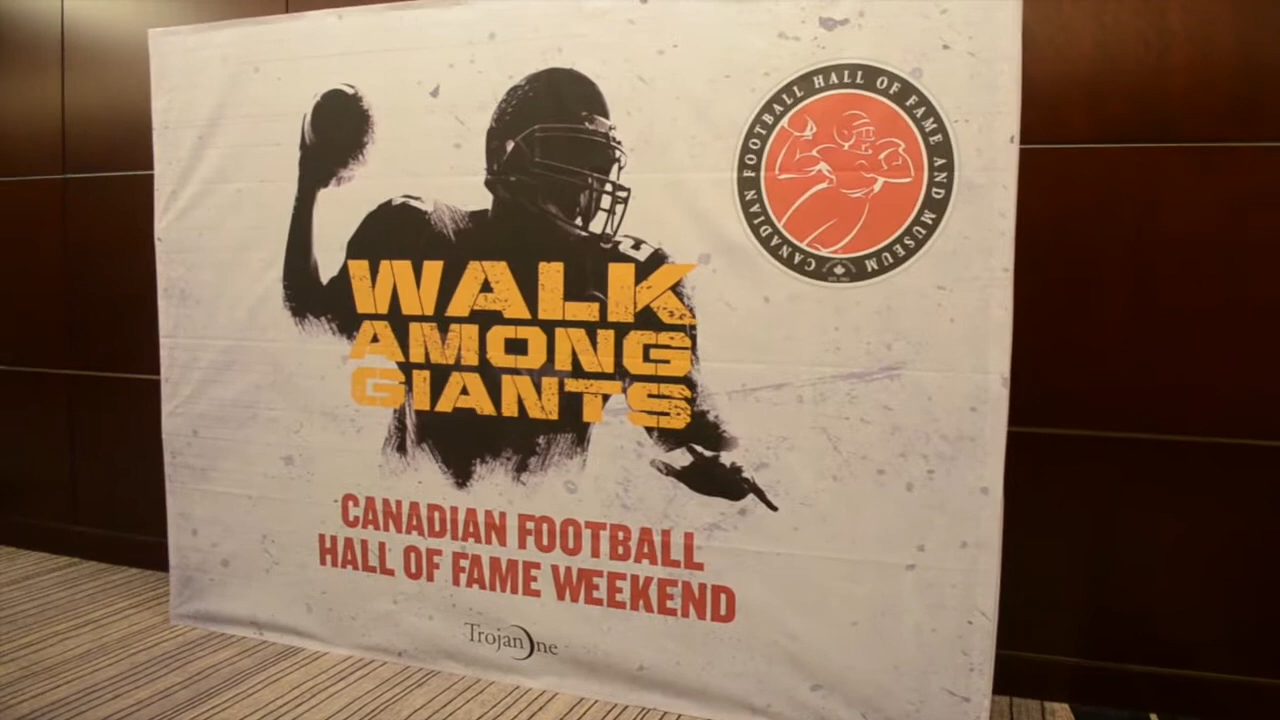 CANADIAN FOOTBALL HALL OF FAME AND MUSEUM
WALK
AMONG
GIANTS
CANADIAN FOOTBALL
HALL OF FAME WEEKEND
TrojanOne